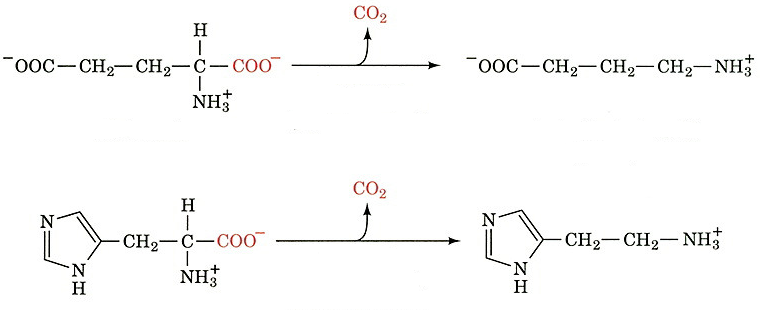 CO₂
H
⁻OOC—CH₂—CH₂—C—COO⁻ ⁻OOC—CH₂—CH₂—CH₂—NH₃⁺
NH₃⁺
CO₂
H
N CH₂—C—COO⁻ N CH₂—CH₂—NH₃⁺
N NH₃⁺ N
H H